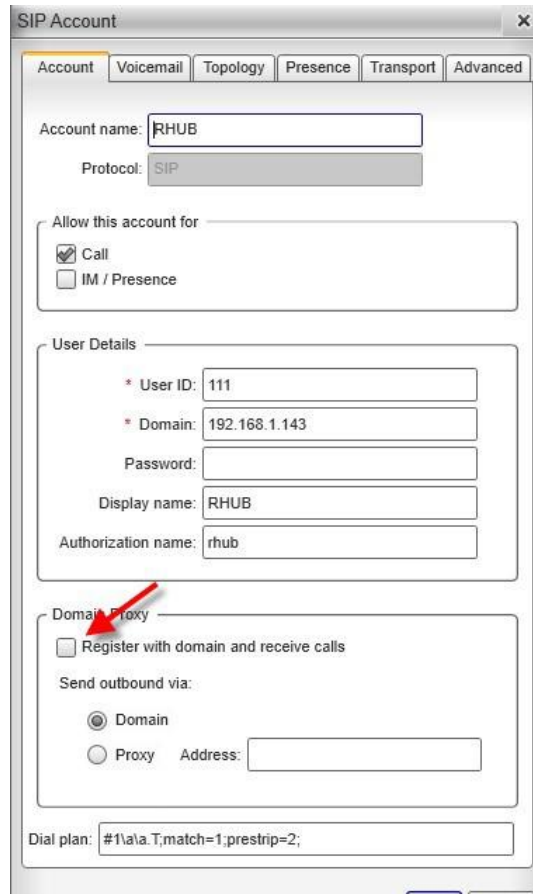 SIP Account
Account Voicemail Topology Presence Transport Advanced
Account name: RHUB
Protocol: SIP
Allow this account for
Call
IM / Presence
User Details
* User ID: 111
* Domain: 192.168.1.143
Password:
Display name: RHUB
Authorization name: rhub
Domain Proxy
Register with domain and receive calls
Send outbound via:
Domain
Proxy Address:
Dial plan: #1\a\a.T;match=1;prestrip=2;